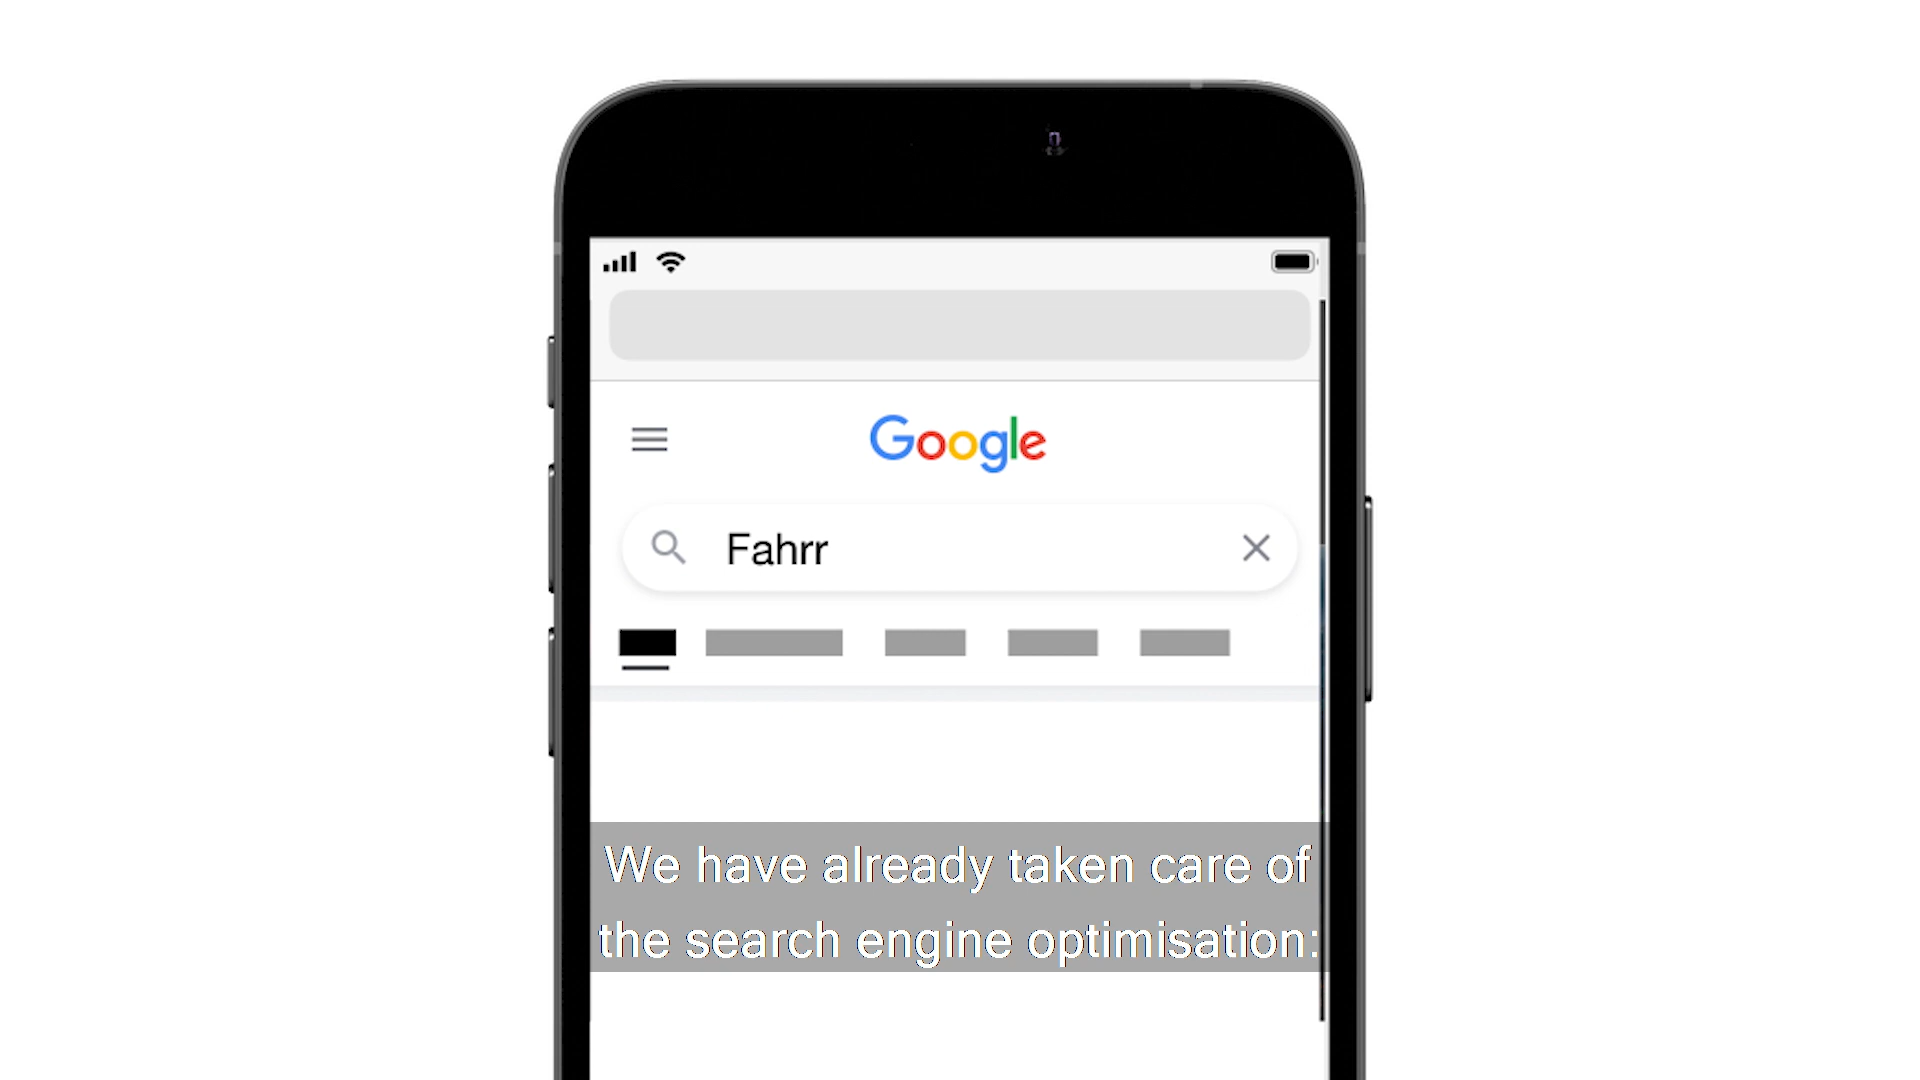 Google
Fahrr
We have already taken care of
the search engine optimisation: